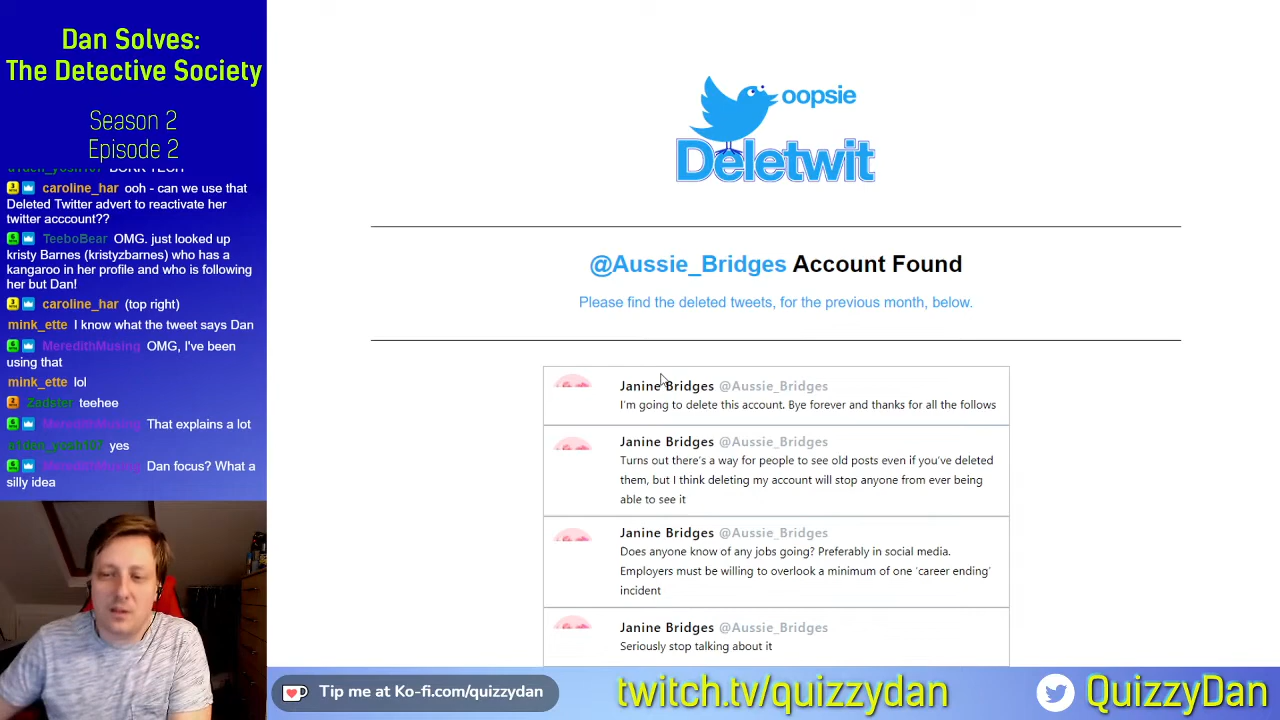 Dan Solves:
The Detective Society
Season 2
Episode 2
caroline_har ooh - can we use that
Deleted Twitter advert to reactivate her
twitter acccount??
TeeboBear OMG. just looked up
kristy Barnes (kristyzbarnes) who has a
kangaroo in her profile and who is following
her but Dan!
caroline_har (top right)
mink_ette I know what the tweet says Dan
MeredithMusing OMG, I've been
using that
mink_ette lol
Zadster teehee
MeredithMusing That explains a lot
yes
MeredithMusing Dan focus? What a
silly idea
oopsie
Deletwit
@Aussie_Bridges Account Found
Please find the deleted tweets, for the previous month, below.
Janine Bridges @Aussie_Bridges
I'm going to delete this account. Bye forever and thanks for all the follows
Janine Bridges @Aussie_Bridges
Turns out there's a way for people to see old posts even if you've deleted
them, but I think deleting my account will stop anyone from ever being
able to see it
Janine Bridges @Aussie_Bridges
Does anyone know of any jobs going? Preferably in social media.
Employers must be willing to overlook a minimum of one 'career ending'
incident
Janine Bridges @Aussie_Bridges
Seriously stop talking about it
Tip me at Ko-fi.com/quizzydan
twitch.tv/quizzydan
QuizzyDan